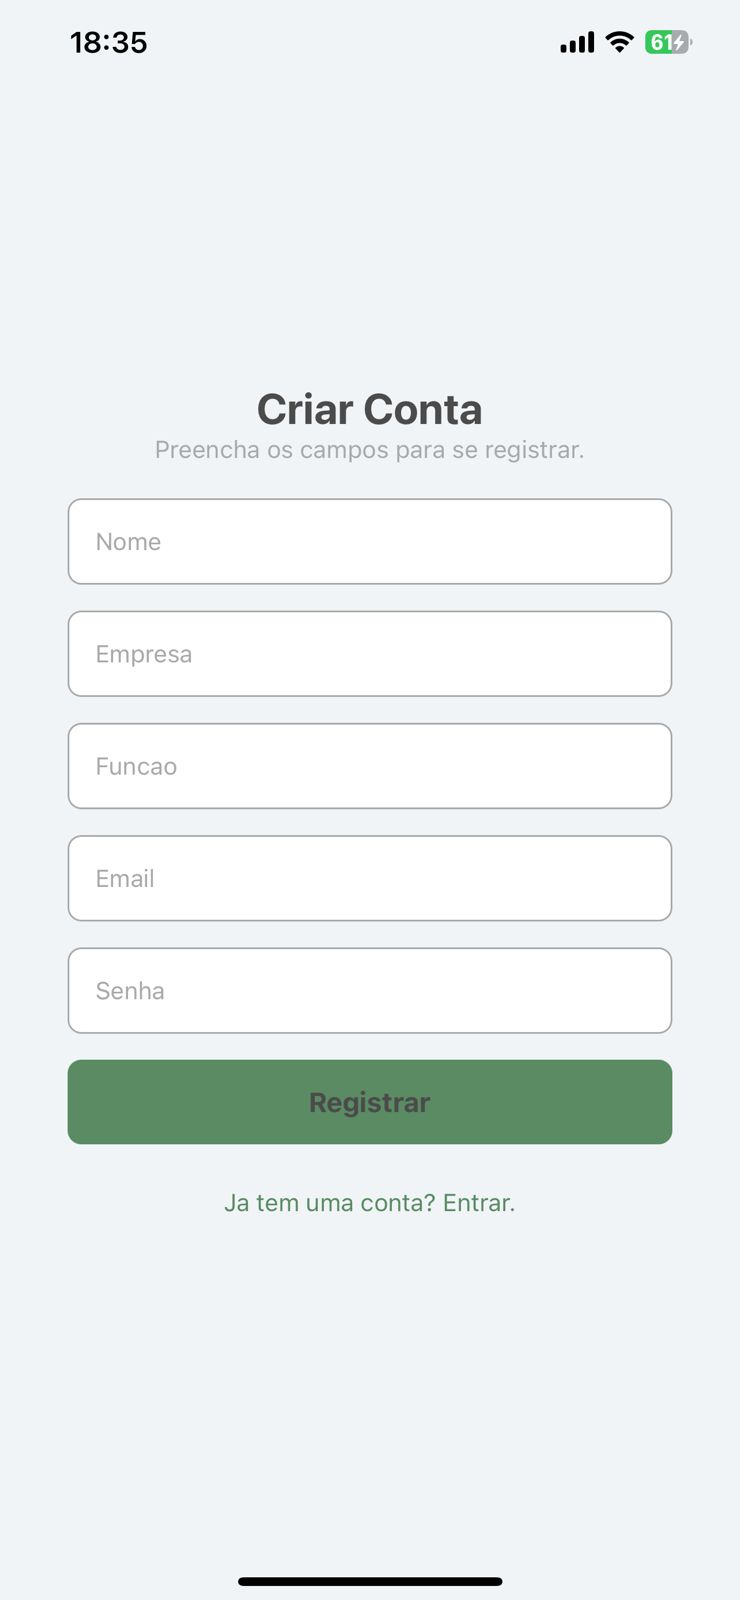 18:35
61
Criar Conta
Preencha os campos para se registrar.
Nome
Empresa
Funcao
Email
Senha
Registrar
Ja tem uma conta? Entrar.